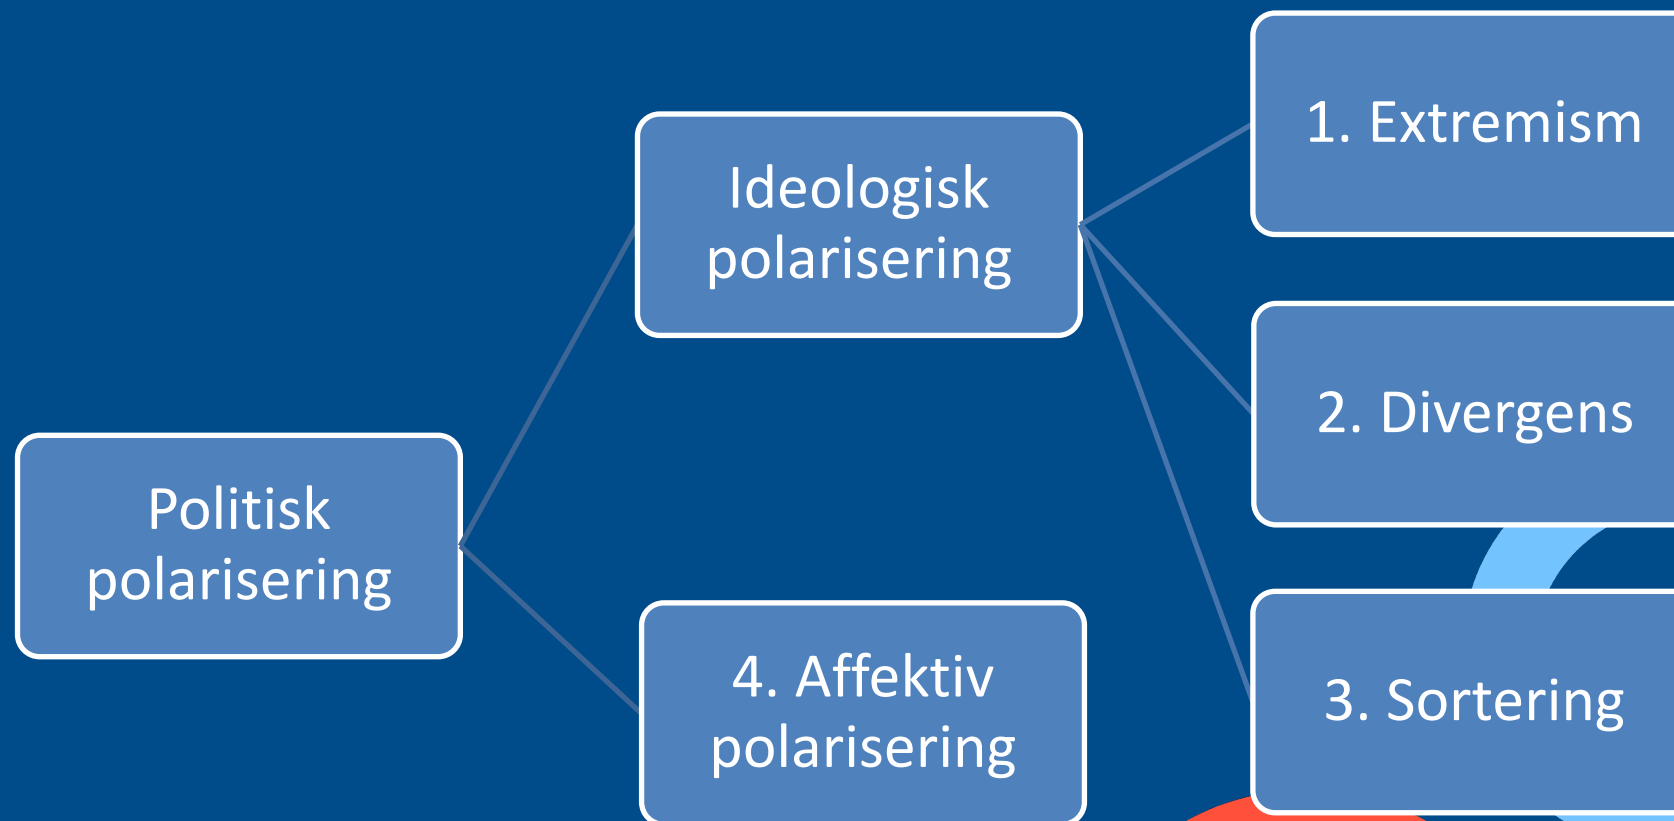 Politisk
polarisering
Ideologisk
polarisering
1. Extremism
2. Divergens
3. Sortering
4. Affektiv
polarisering